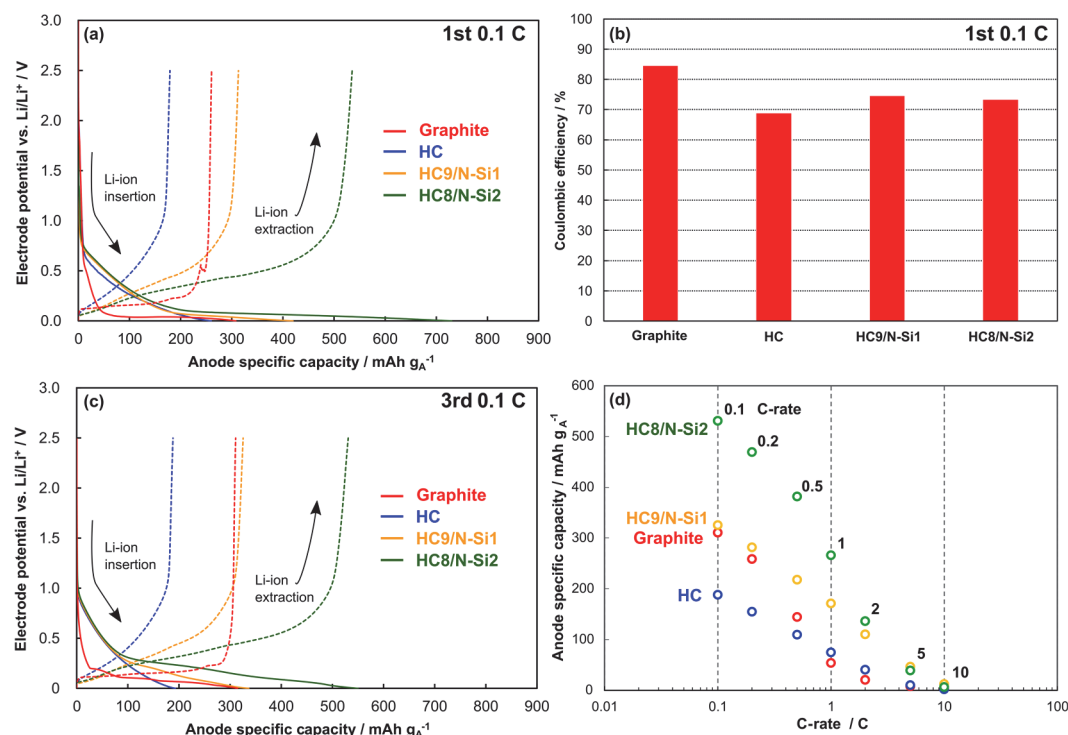 (a)
1st 0.1 C
3.0
2.5
2.0
1.5
1.0
0.5
0.0
Electrode potential vs. Li/Li⁺ / V
Li-ion
insertion
Li-ion
extraction
Graphite
HC
HC9/N-Si1
HC8/N-Si2
0 100 200 300 400 500 600 700 800 900
Anode specific capacity / mAh g_A⁻¹
(b)
1st 0.1 C
100
90
80
70
60
50
40
30
20
10
0
Coulombic efficiency / %
Graphite HC HC9/N-Si1 HC8/N-Si2
(c)
3rd 0.1 C
3.0
2.5
2.0
1.5
1.0
0.5
0.0
Electrode potential vs. Li/Li⁺ / V
Li-ion
insertion
Li-ion
extraction
Graphite
HC
HC9/N-Si1
HC8/N-Si2
0 100 200 300 400 500 600 700 800 900
Anode specific capacity / mAh g_A⁻¹
(d)
600
500
400
300
200
100
0
Anode specific capacity / mAh g_A⁻¹
0.1 C-rate
HC8/N-Si2
0.2
0.5
HC9/N-Si1
Graphite
1
HC
2
5
10
0.01 0.1 1 10 100
C-rate / C